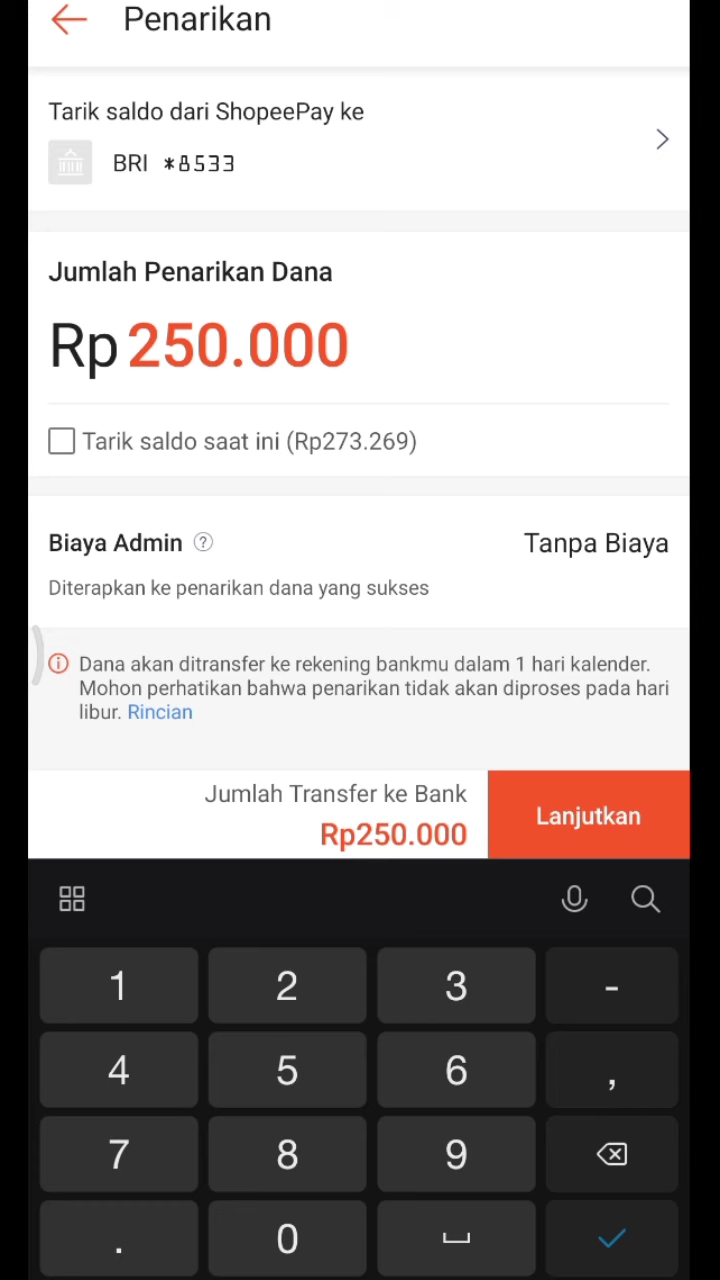 Penarikan
Tarik saldo dari ShopeePay ke
BRI *8533
Jumlah Penarikan Dana
Rp 250.000
Tarik saldo saat ini (Rp273.269)
Biaya Admin ?
Tanpa Biaya
Diterapkan ke penarikan dana yang sukses
Dana akan ditransfer ke rekening bankmu dalam 1 hari kalender.
Mohon perhatikan bahwa penarikan tidak akan diproses pada hari
libur. Rincian
Jumlah Transfer ke Bank
Rp250.000
Lanjutkan
1 2 3 -
4 5 6 ,
7 8 9
. 0